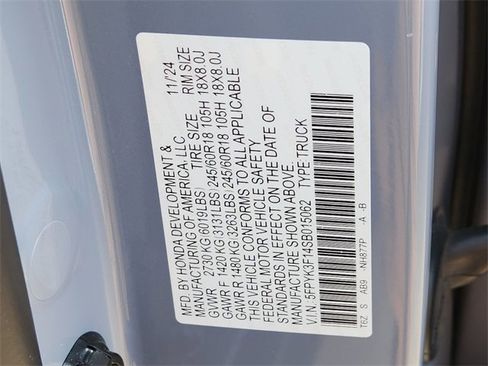 MFD. BY HONDA DEVELOPMENT & 11/24
MANUFACTURING OF AMERICA, LLC.
TIRE SIZE RIM SIZE
GVWR 2730 KG 6019LBS
GAWR F 1420 KG 3131LBS 245/60R18 105H 18X8.0J
GAWR R 1480 KG 3263LBS 245/60R18 105H 18X8.0J
THIS VEHICLE CONFORMS TO ALL APPLICABLE
FEDERAL MOTOR VEHICLE SAFETY
STANDARDS IN EFFECT ON THE DATE OF
MANUFACTURE SHOWN ABOVE.
V.I.N: 5FPYK3F14SB015062 TYPE:TRUCK
T6Z S AB9 -NH877P -A -B